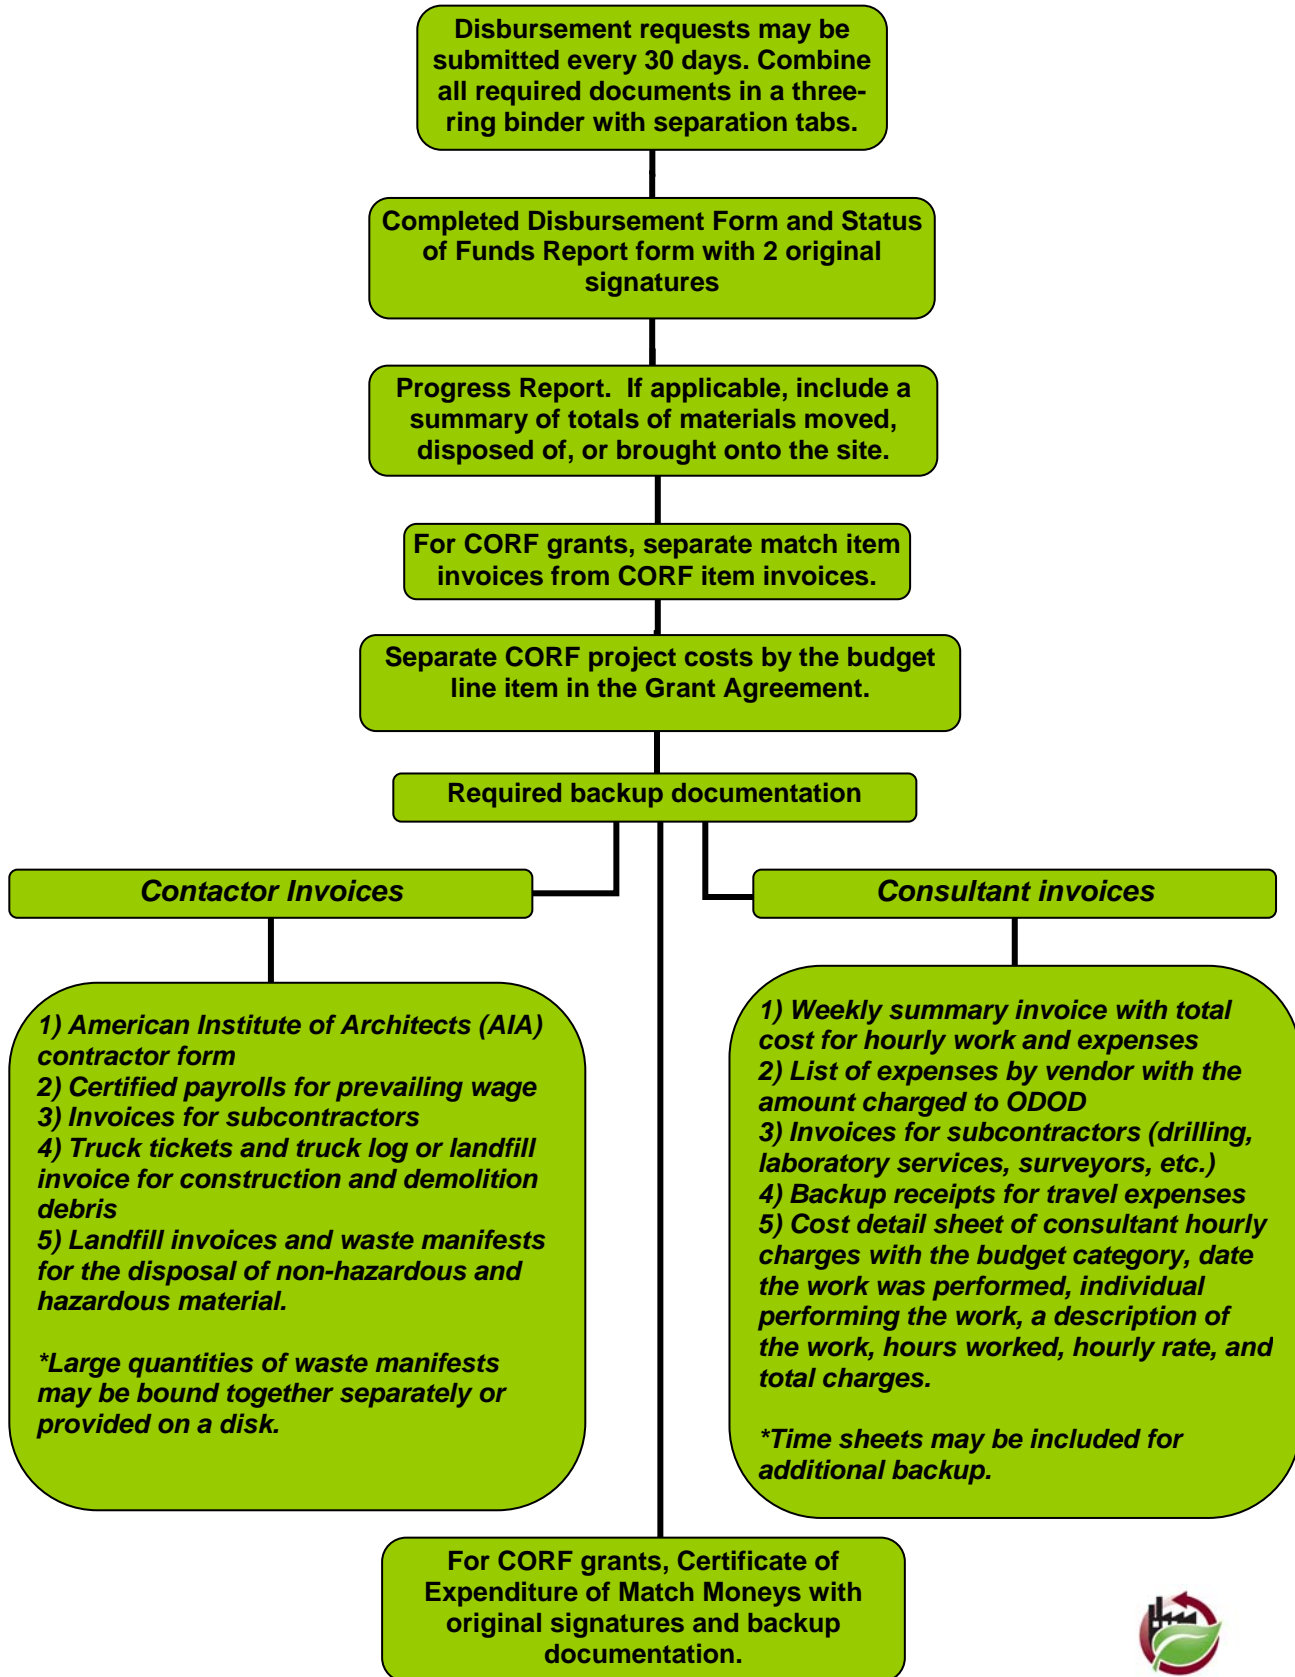 Disbursement requests may be
submitted every 30 days. Combine
all required documents in a three-
ring binder with separation tabs.
Completed Disbursement Form and Status
of Funds Report form with 2 original
signatures
Progress Report.  If applicable, include a
summary of totals of materials moved,
disposed of, or brought onto the site.
For CORF grants, separate match item
invoices from CORF item invoices.
Separate CORF project costs by the budget
line item in the Grant Agreement.
Required backup documentation
Contactor Invoices
1) American Institute of Architects (AIA)
contractor form
2) Certified payrolls for prevailing wage
3) Invoices for subcontractors
4) Truck tickets and truck log or landfill
invoice for construction and demolition
debris
5) Landfill invoices and waste manifests
for the disposal of non-hazardous and
hazardous material.
*Large quantities of waste manifests
may be bound together separately or
provided on a disk.
Consultant invoices
1) Weekly summary invoice with total
cost for hourly work and expenses
2) List of expenses by vendor with the
amount charged to ODOD
3) Invoices for subcontractors (drilling,
laboratory services, surveyors, etc.)
4) Backup receipts for travel expenses
5) Cost detail sheet of consultant hourly
charges with the budget category, date
the work was performed, individual
performing the work, a description of
the work, hours worked, hourly rate, and
total charges.
*Time sheets may be included for
additional backup.
For CORF grants, Certificate of
Expenditure of Match Moneys with
original signatures and backup
documentation.